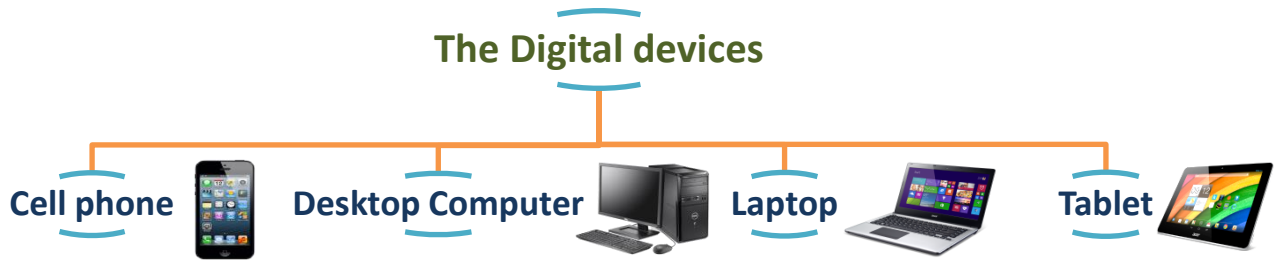 The Digital devices
Cell phone
Desktop Computer
Laptop
Tablet